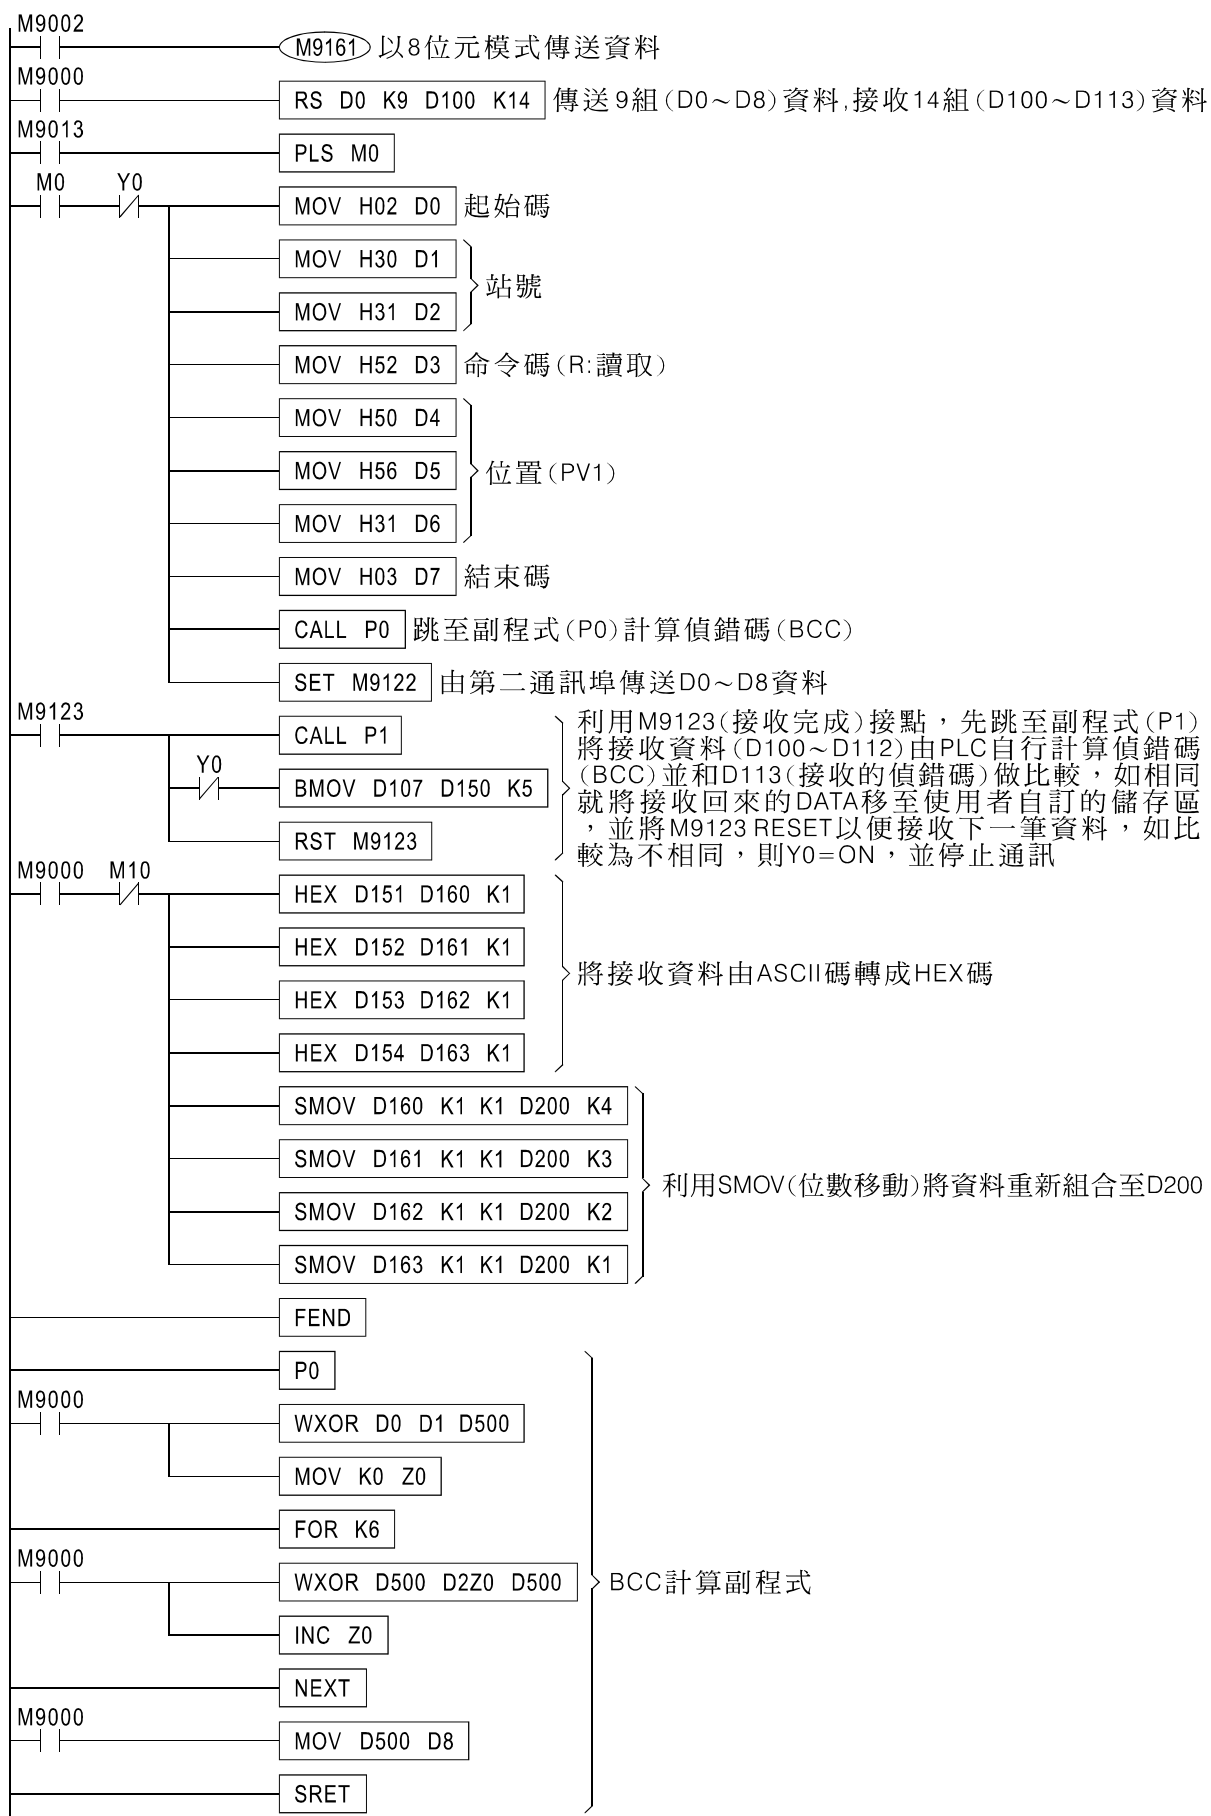 M9002
M9161 以8位元模式傳送資料
M9000
RS D0 K9 D100 K14 傳送9組(D0~D8)資料,接收14組(D100~D113)資料
M9013
PLS M0
M0 Y0
MOV H02 D0 起始碼
MOV H30 D1
站號
MOV H31 D2
MOV H52 D3 命令碼(R:讀取)
MOV H50 D4
MOV H56 D5 位置(PV1)
MOV H31 D6
MOV H03 D7 結束碼
CALL P0 跳至副程式(P0)計算偵錯碼(BCC)
SET M9122 由第二通訊埠傳送D0~D8資料
M9123
CALL P1
Y0
BMOV D107 D150 K5
RST M9123
利用M9123(接收完成)接點，先跳至副程式(P1)
將接收資料(D100~D112)由PLC自行計算偵錯碼
(BCC)並和D113(接收的偵錯碼)做比較，如相同
就將接收回來的DATA移至使用者自訂的儲存區
，並將M9123 RESET以便接收下一筆資料，如比
較為不相同，則Y0=ON，並停止通訊
M9000 M10
HEX D151 D160 K1
HEX D152 D161 K1
將接收資料由ASCII碼轉成HEX碼
HEX D153 D162 K1
HEX D154 D163 K1
SMOV D160 K1 K1 D200 K4
SMOV D161 K1 K1 D200 K3
利用SMOV(位數移動)將資料重新組合至D200
SMOV D162 K1 K1 D200 K2
SMOV D163 K1 K1 D200 K1
FEND
P0
M9000
WXOR D0 D1 D500
MOV K0 Z0
FOR K6
M9000
WXOR D500 D2Z0 D500 BCC計算副程式
INC Z0
NEXT
M9000
MOV D500 D8
SRET